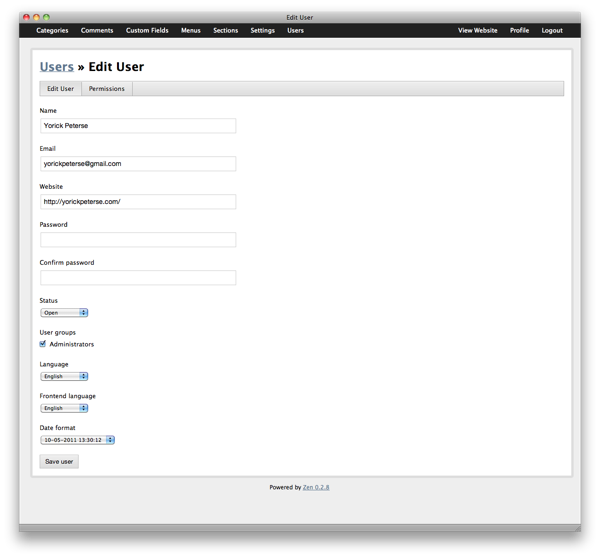 Edit User
Categories Comments Custom Fields Menus Sections Settings Users View Website Profile Logout
Users » Edit User
Edit User Permissions
Name
Yorick Peterse
Email
yorickpeterse@gmail.com
Website
http://yorickpeterse.com/
Password
Confirm password
Status
Open
User groups
Administrators
Language
English
Frontend language
English
Date format
10-05-2011 13:30:12
Save user
Powered by Zen 0.2.8